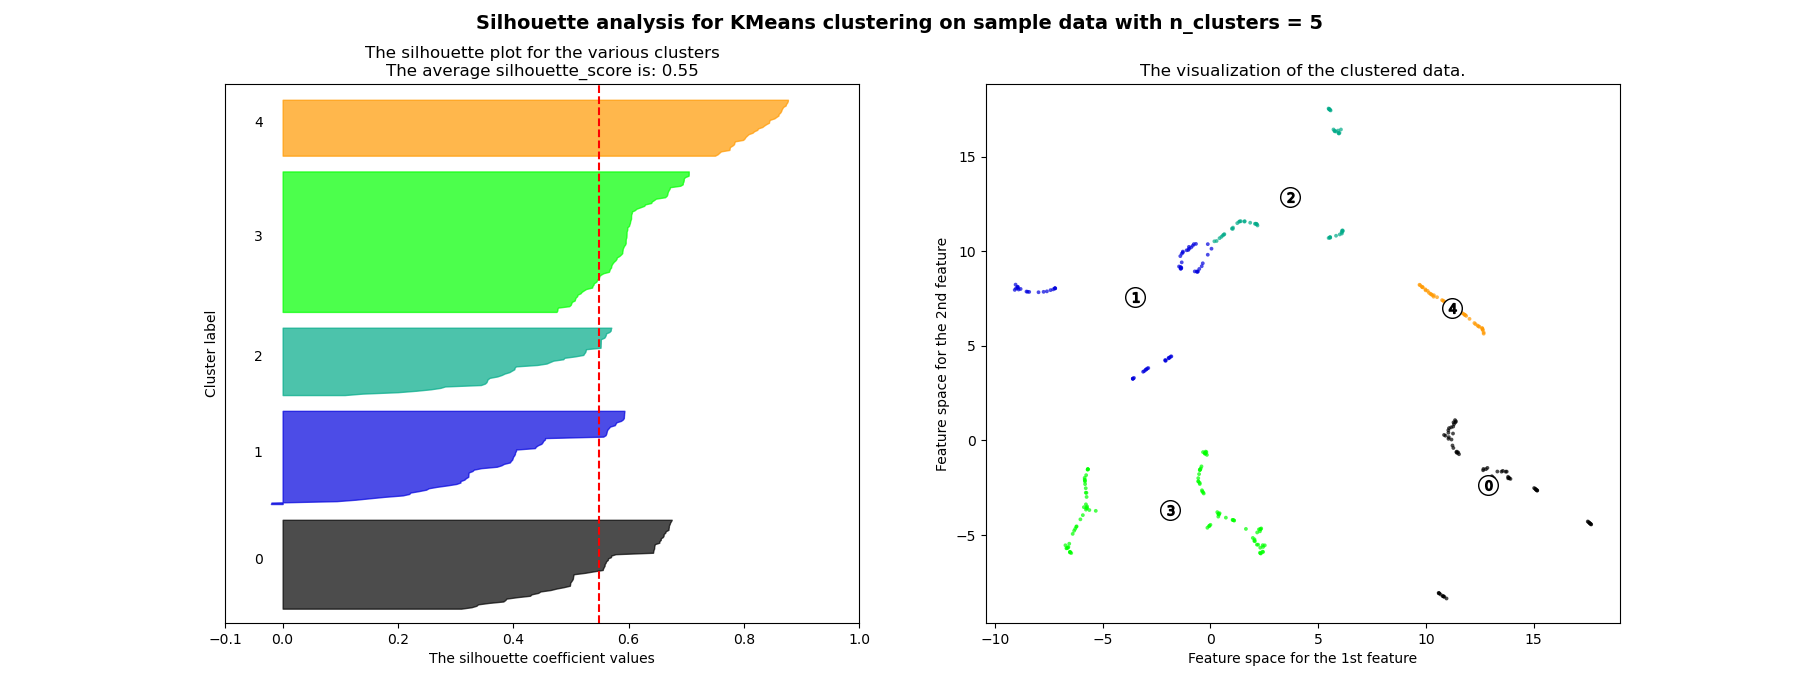 Silhouette analysis for KMeans clustering on sample data with n_clusters = 5
The silhouette plot for the various clusters
The average silhouette_score is: 0.55
Cluster label
4
3
2
1
0
−0.1 0.0 0.2 0.4 0.6 0.8 1.0
The silhouette coefficient values
The visualization of the clustered data.
Feature space for the 2nd feature
15
10
5
0
−5
2
1
4
0
3
−10 −5 0 5 10 15
Feature space for the 1st feature